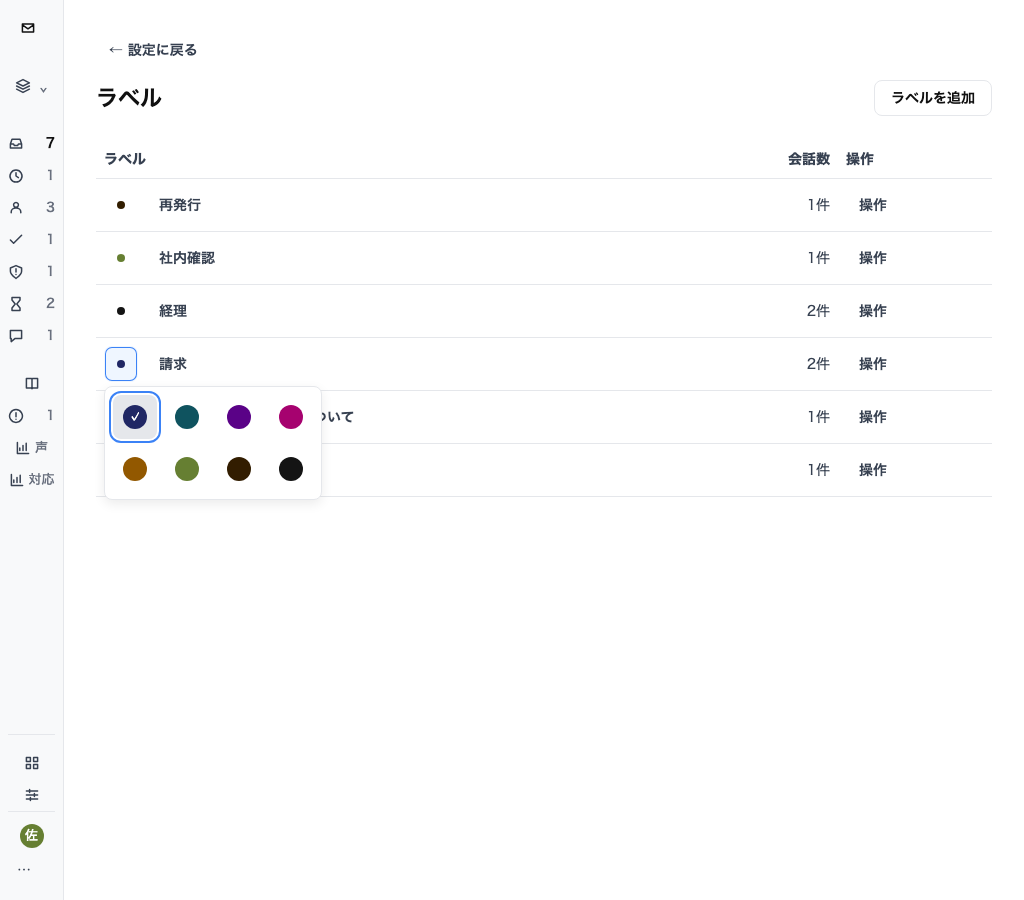 ← 設定に戻る
ラベル
ラベルを追加
ラベル 会話数 操作
再発行 1件 操作
社内確認 1件 操作
経理 2件 操作
請求 2件 操作
ついて 1件 操作
1件 操作
7
1
3
1
1
2
1
1
声
対応
佐
…